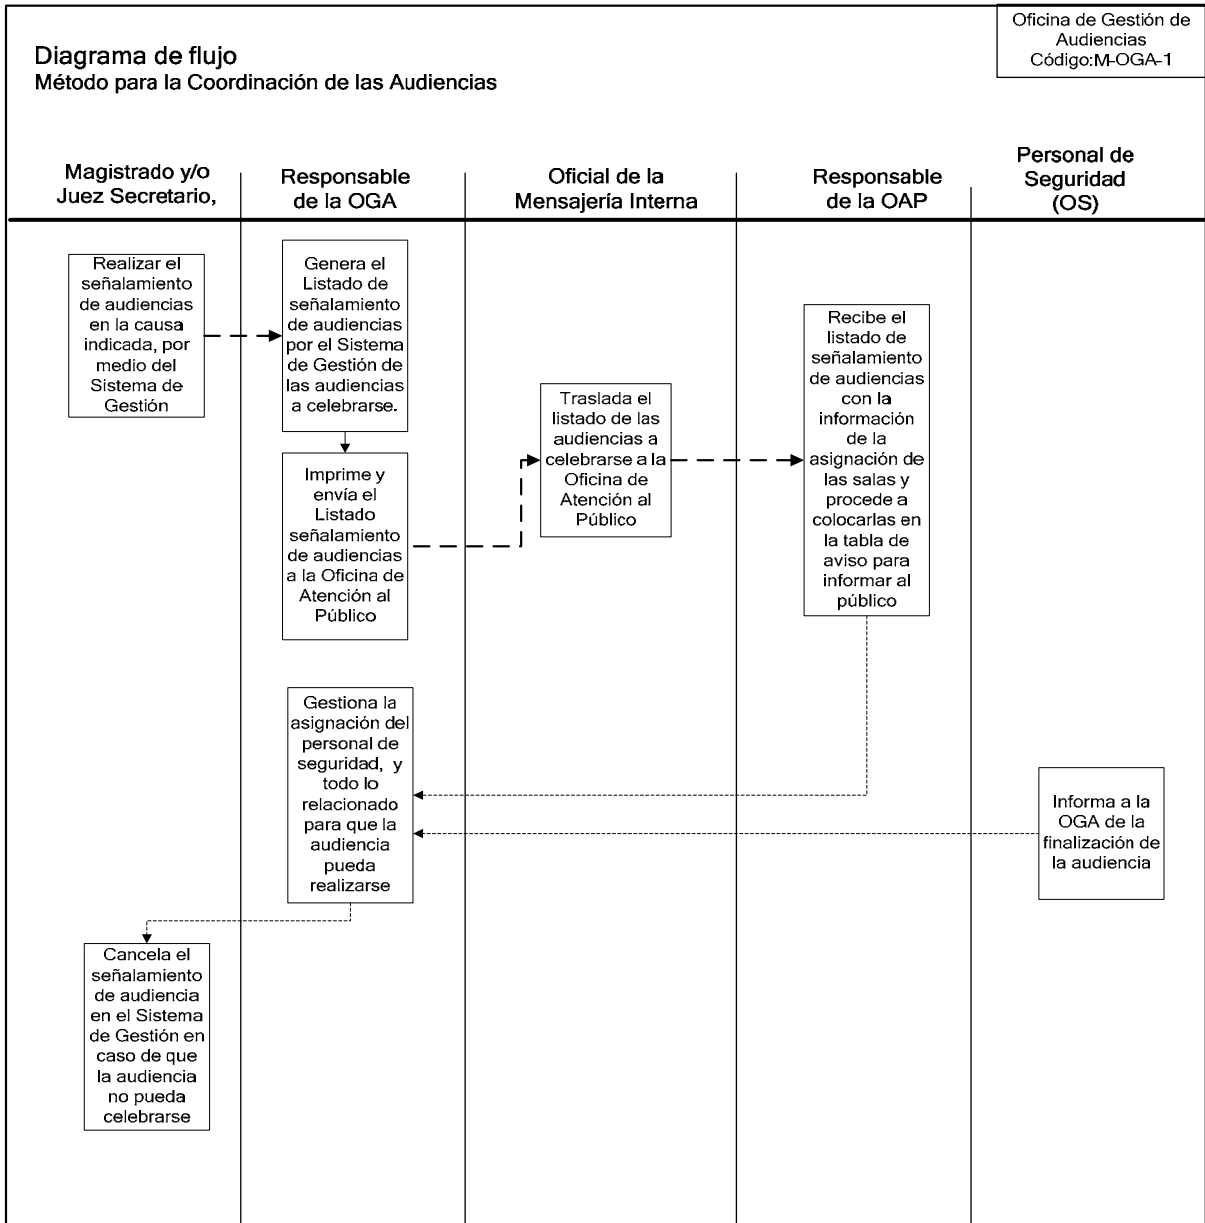 Oficina de Gestión de
Audiencias
Código:M-OGA-1
Diagrama de flujo
Método para la Coordinación de las Audiencias
Magistrado y/o
Juez Secretario,
Responsable
de la OGA
Oficial de la
Mensajería Interna
Responsable
de la OAP
Personal de
Seguridad
(OS)
Realizar el
señalamiento
de audiencias
en la causa
indicada, por
medio del
Sistema de
Gestión
Genera el
Listado de
señalamiento
de audiencias
por el Sistema
de Gestión de
las audiencias
a celebrarse.
Imprime y
envía el
Listado
señalamiento
de audiencias
a la Oficina de
Atención al
Público
Traslada el
listado de las
audiencias a
celebrarse a la
Oficina de
Atención al
Público
Recibe el
listado de
señalamiento
de audiencias
con la
información
de la
asignación de
las salas y
procede a
colocarlas en
la tabla de
aviso para
informar al
público
Gestiona la
asignación del
personal de
seguridad, y
todo lo
relacionado
para que la
audiencia
pueda
realizarse
Informa a la
OGA de la
finalización de
la audiencia
Cancela el
señalamiento
de audiencia
en el Sistema
de Gestión en
caso de que
la audiencia
no pueda
celebrarse